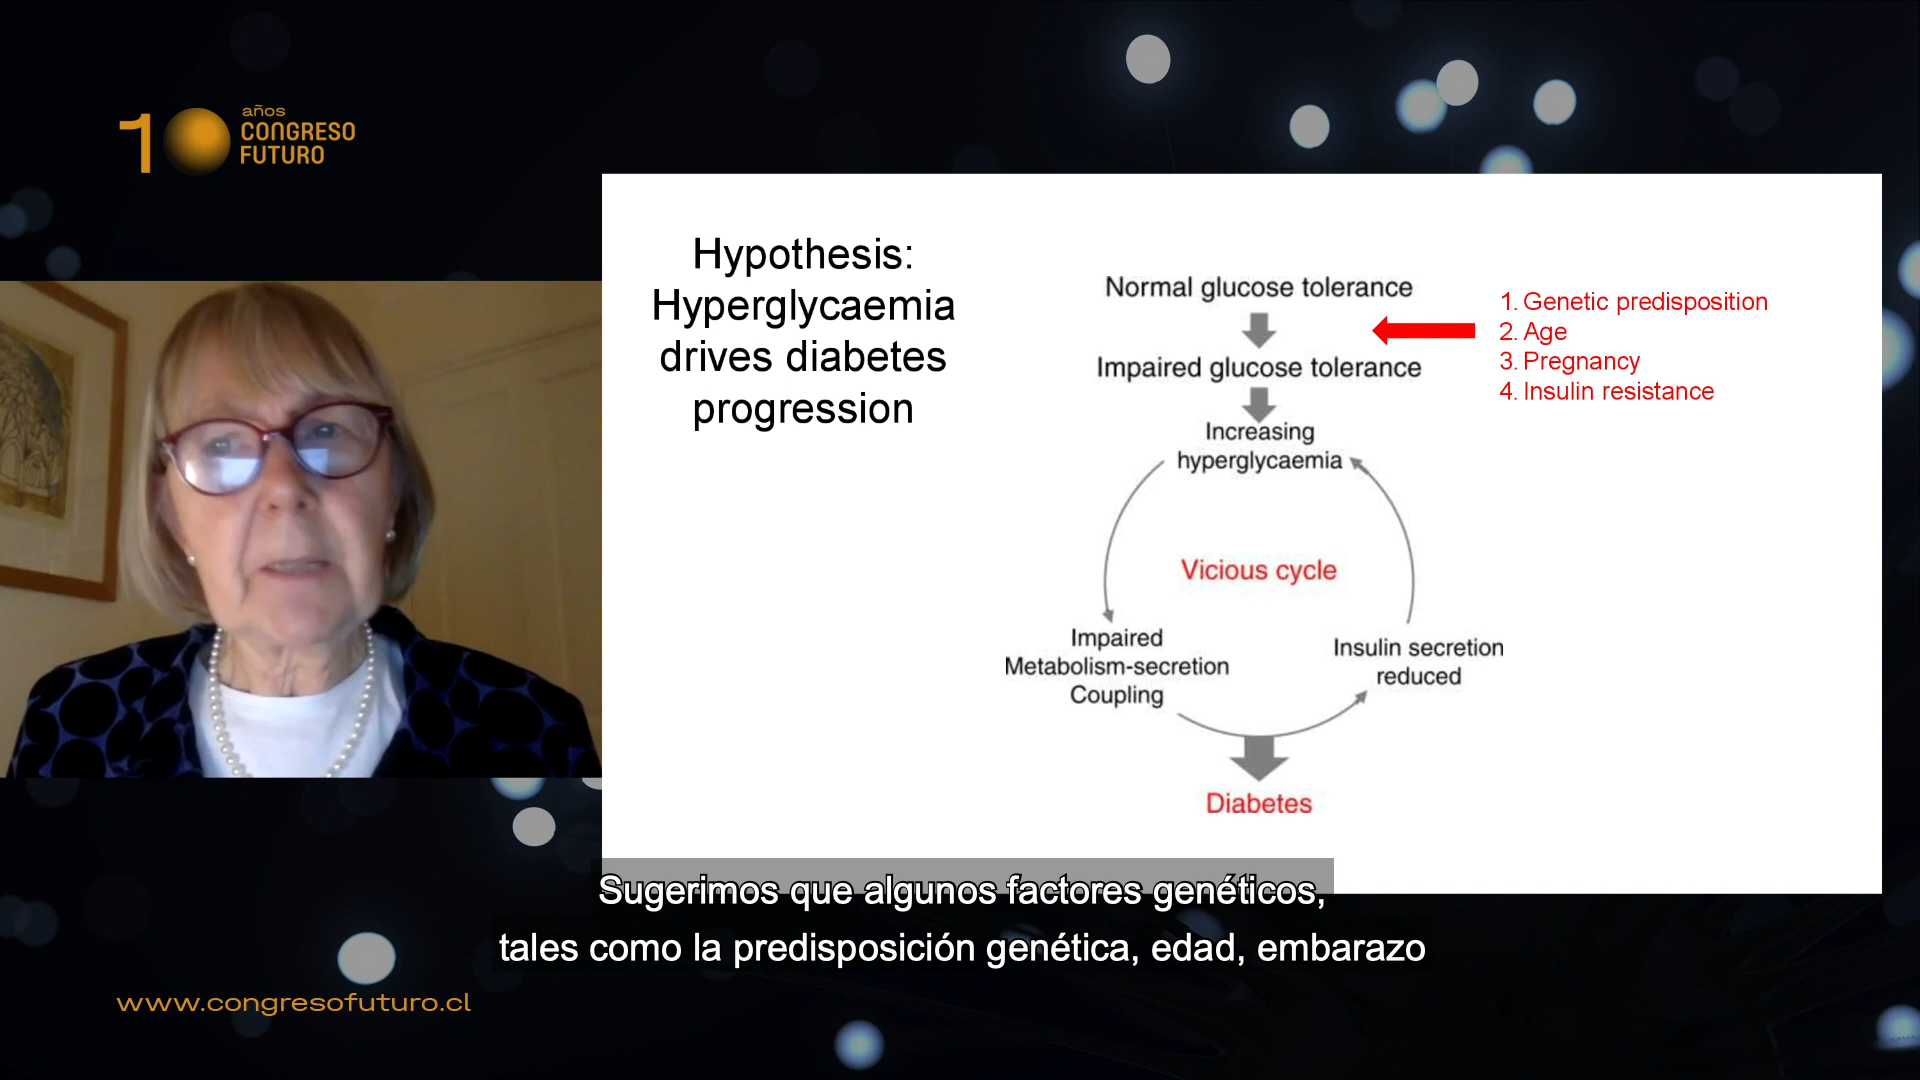 10 años
CONGRESO
FUTURO
Hypothesis:
Hyperglycaemia
drives diabetes
progression
Normal glucose tolerance
Impaired glucose tolerance
1. Genetic predisposition
2. Age
3. Pregnancy
4. Insulin resistance
Increasing
hyperglycaemia
Vicious cycle
Impaired
Metabolism-secretion
Coupling
Insulin secretion
reduced
Diabetes
Sugerimos que algunos factores genéticos,
tales como la predisposición genética, edad, embarazo
www.congresofuturo.cl